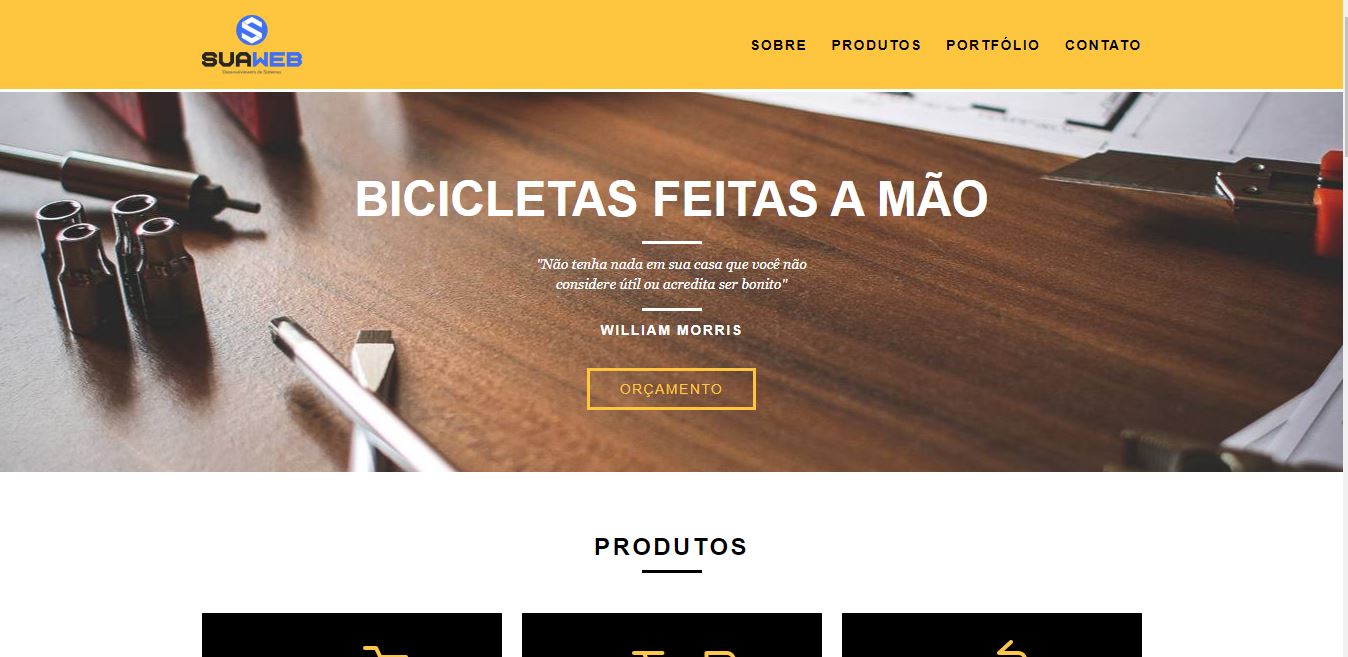 SUAWEB
Desenvolvimento de Sistemas
SOBRE PRODUTOS PORTFÓLIO CONTATO
BICICLETAS FEITAS A MÃO
"Não tenha nada em sua casa que você não
considere útil ou acredita ser bonito"
WILLIAM MORRIS
ORÇAMENTO
PRODUTOS